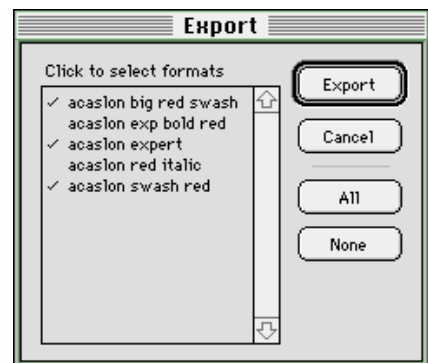 Export
Click to select formats
✓ acaslon big red swash
acaslon exp bold red
✓ acaslon expert
acaslon red italic
✓ acaslon swash red
Export
Cancel
All
None